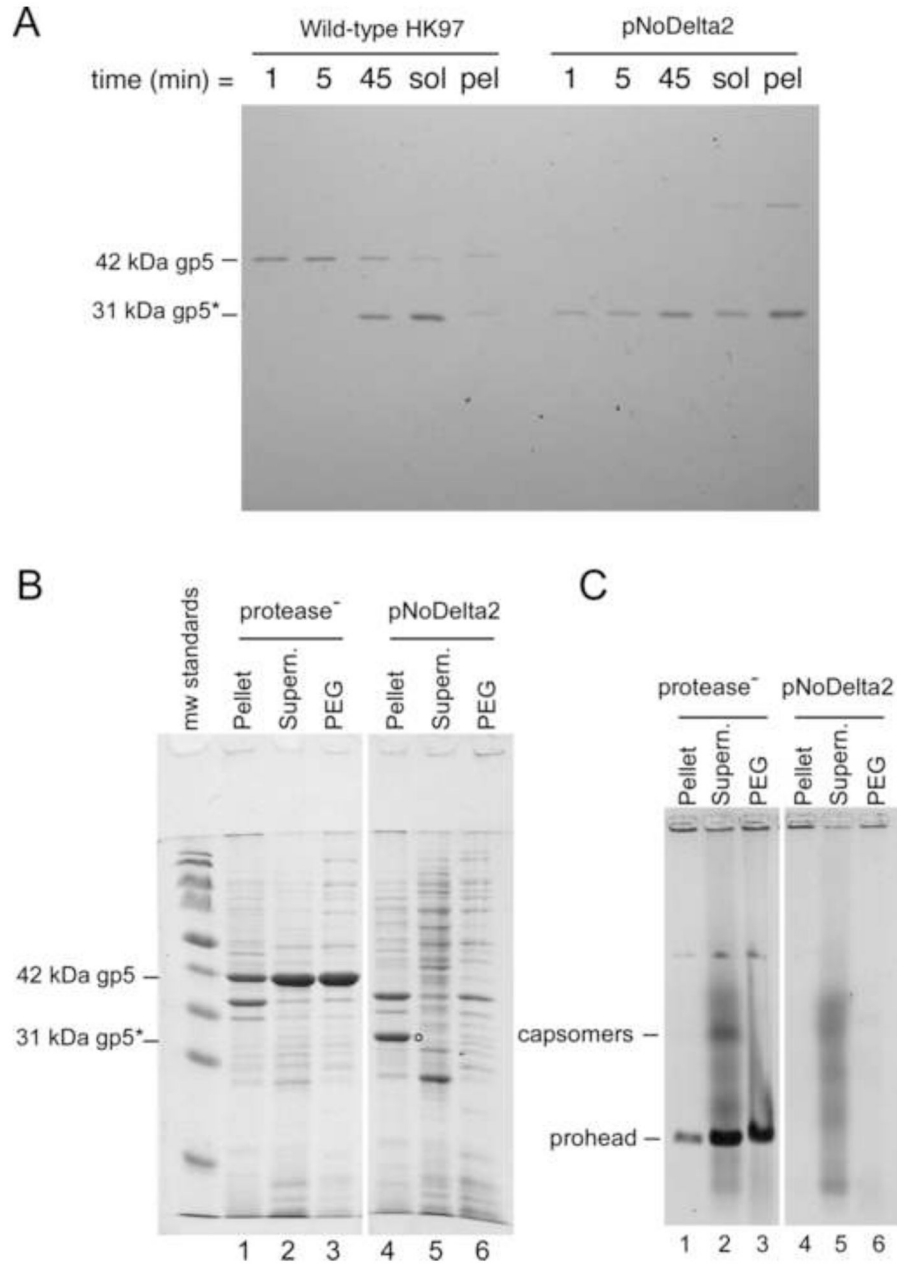 A
Wild-type HK97 pNoDelta2
time (min) = 1 5 45 sol pel 1 5 45 sol pel
42 kDa gp5
31 kDa gp5*
B
C
protease⁻ pNoDelta2
mw standards Pellet Supern. PEG Pellet Supern. PEG
42 kDa gp5
31 kDa gp5*
1 2 3 4 5 6
protease⁻ pNoDelta2
Pellet Supern. PEG Pellet Supern. PEG
capsomers
prohead
1 2 3 4 5 6